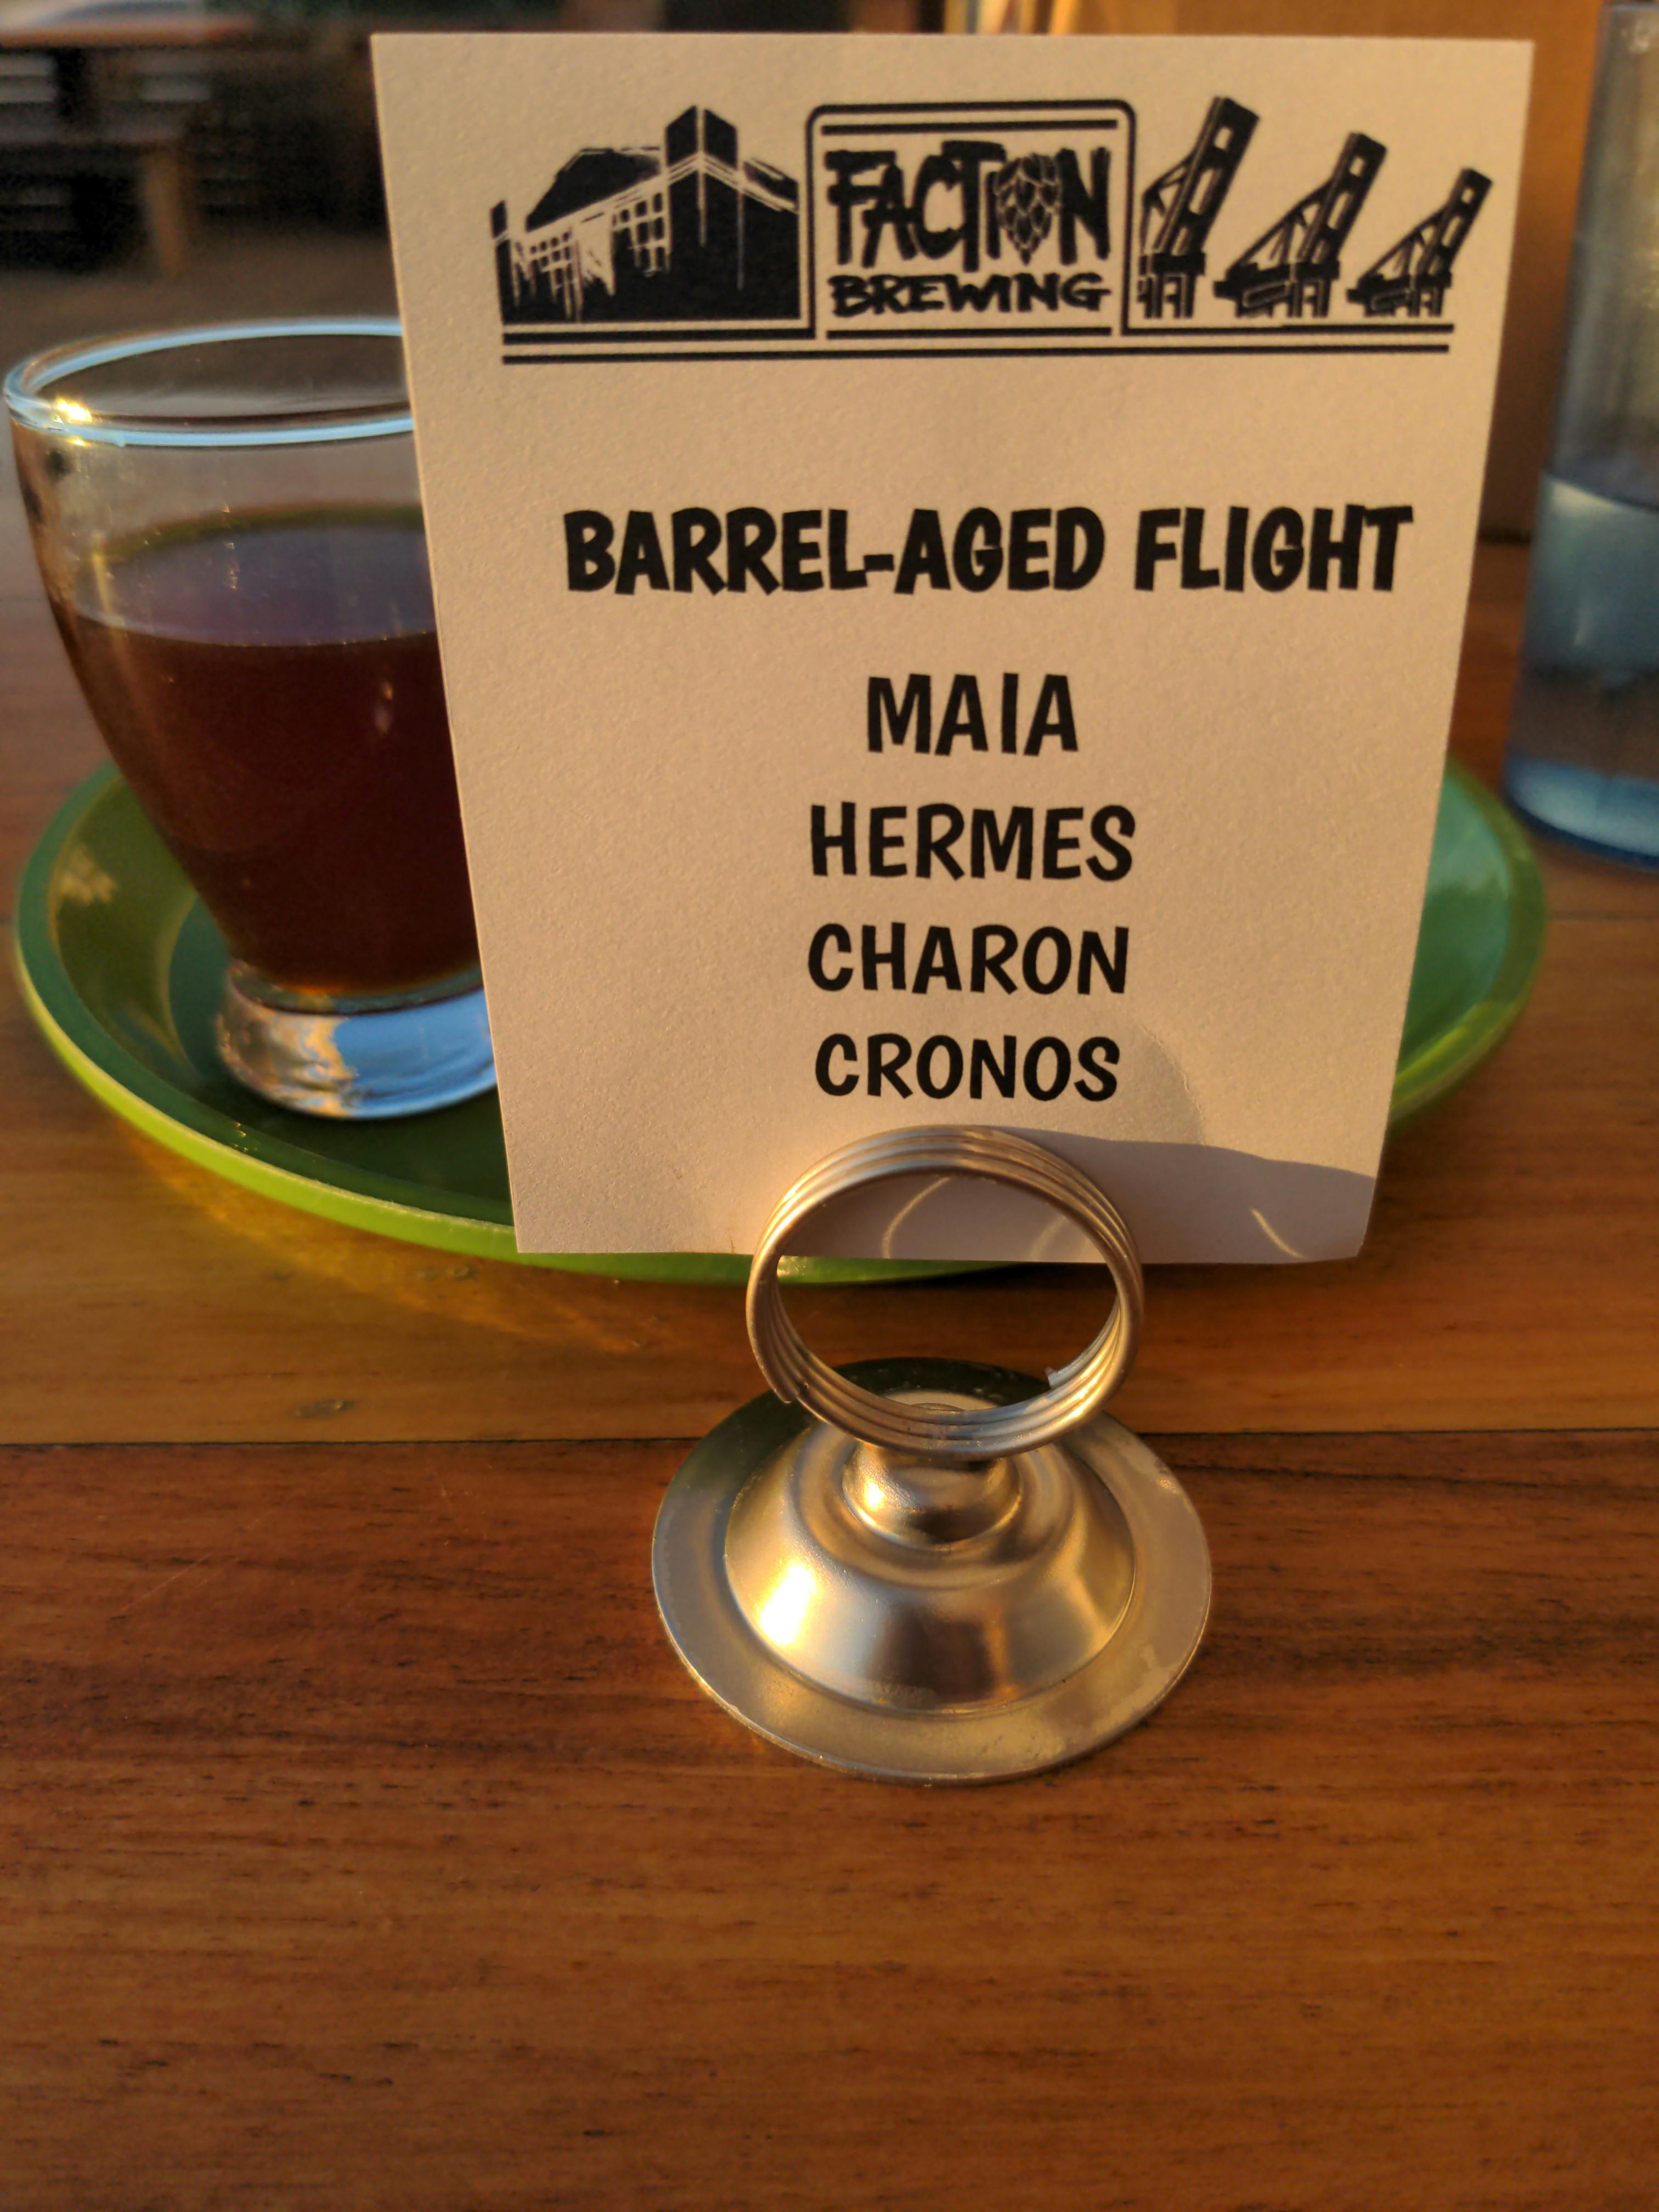 FACTION
BREWING
BARREL-AGED FLIGHT
MAIA
HERMES
CHARON
CRONOS